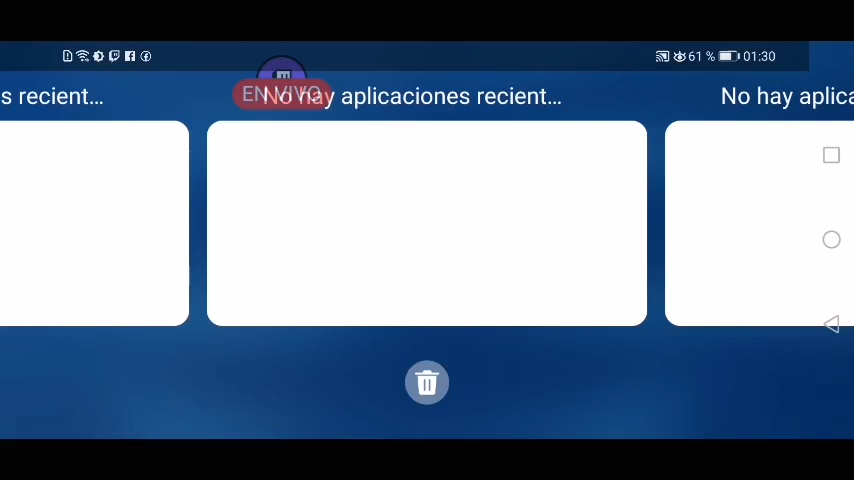 61 % 01:30
s recient...
EN VIVO
No hay aplicaciones recient...
No hay aplica